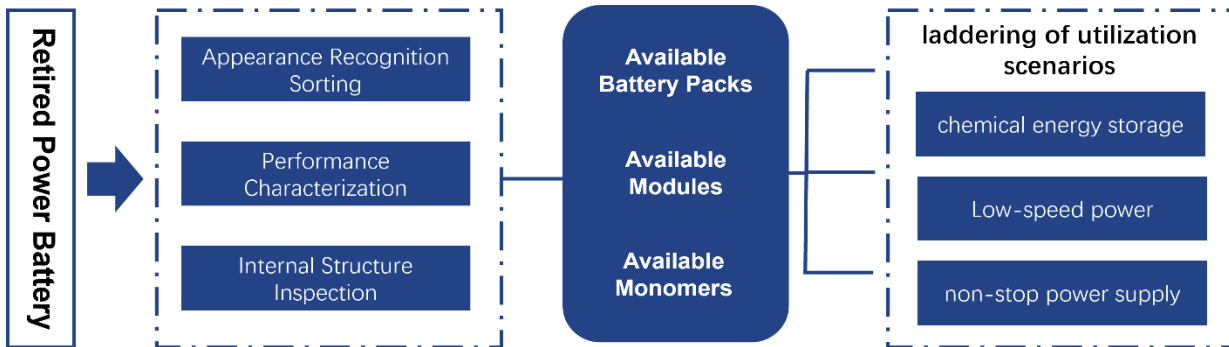 Retired Power Battery
Appearance Recognition
Sorting
Performance
Characterization
Internal Structure
Inspection
Available
Battery Packs
Available
Modules
Available
Monomers
laddering of utilization
scenarios
chemical energy storage
Low-speed power
non-stop power supply